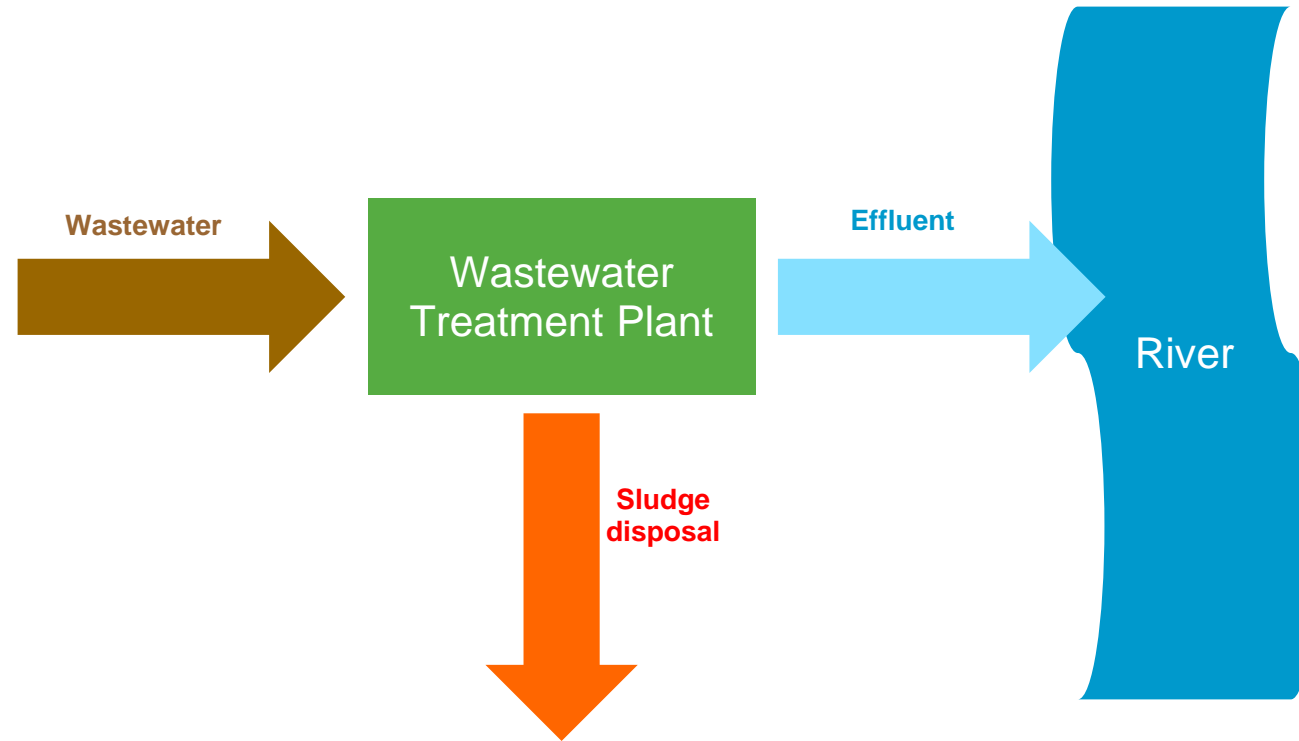 Wastewater
Wastewater
Treatment Plant
Effluent
River
Sludge
disposal